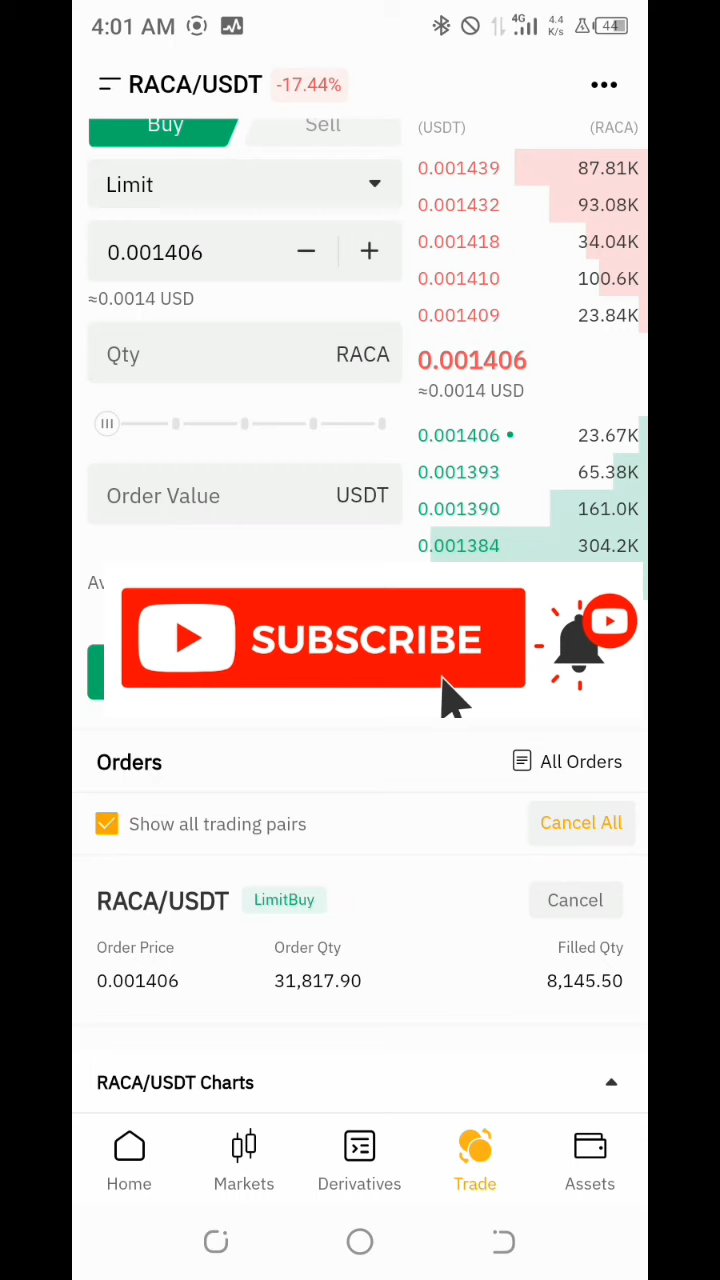 4:01 AM 4G 4.4 K/s 44
RACA/USDT -17.44%
Buy Sell (USDT) (RACA)
Limit
0.001439 87.81K
0.001432 93.08K
0.001406
0.001418 34.04K
≈0.0014 USD
0.001410 100.6K
0.001409 23.84K
Qty RACA
0.001406
≈0.0014 USD
0.001406 23.67K
0.001393 65.38K
Order Value USDT
0.001390 161.0K
0.001384 304.2K
Av
SUBSCRIBE
Orders All Orders
Show all trading pairs Cancel All
RACA/USDT LimitBuy Cancel
Order Price Order Qty Filled Qty
0.001406 31,817.90 8,145.50
RACA/USDT Charts
Home Markets Derivatives Trade Assets